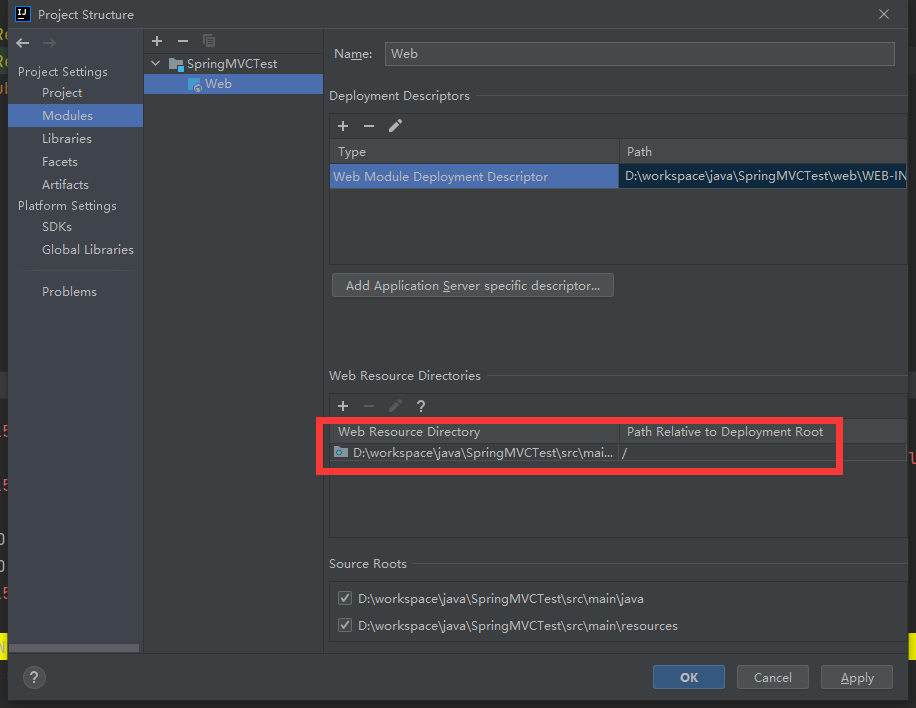 Project Structure
Project Settings
Project
Modules
Libraries
Facets
Artifacts
Platform Settings
SDKs
Global Libraries
Problems
SpringMVCTest
Web
Name: Web
Deployment Descriptors
Type Path
Web Module Deployment Descriptor D:\workspace\java\SpringMVCTest\web\WEB-IN
Add Application Server specific descriptor...
Web Resource Directories
Web Resource Directory Path Relative to Deployment Root
D:\workspace\java\SpringMVCTest\src\mai... /
Source Roots
D:\workspace\java\SpringMVCTest\src\main\java
D:\workspace\java\SpringMVCTest\src\main\resources
? OK Cancel Apply